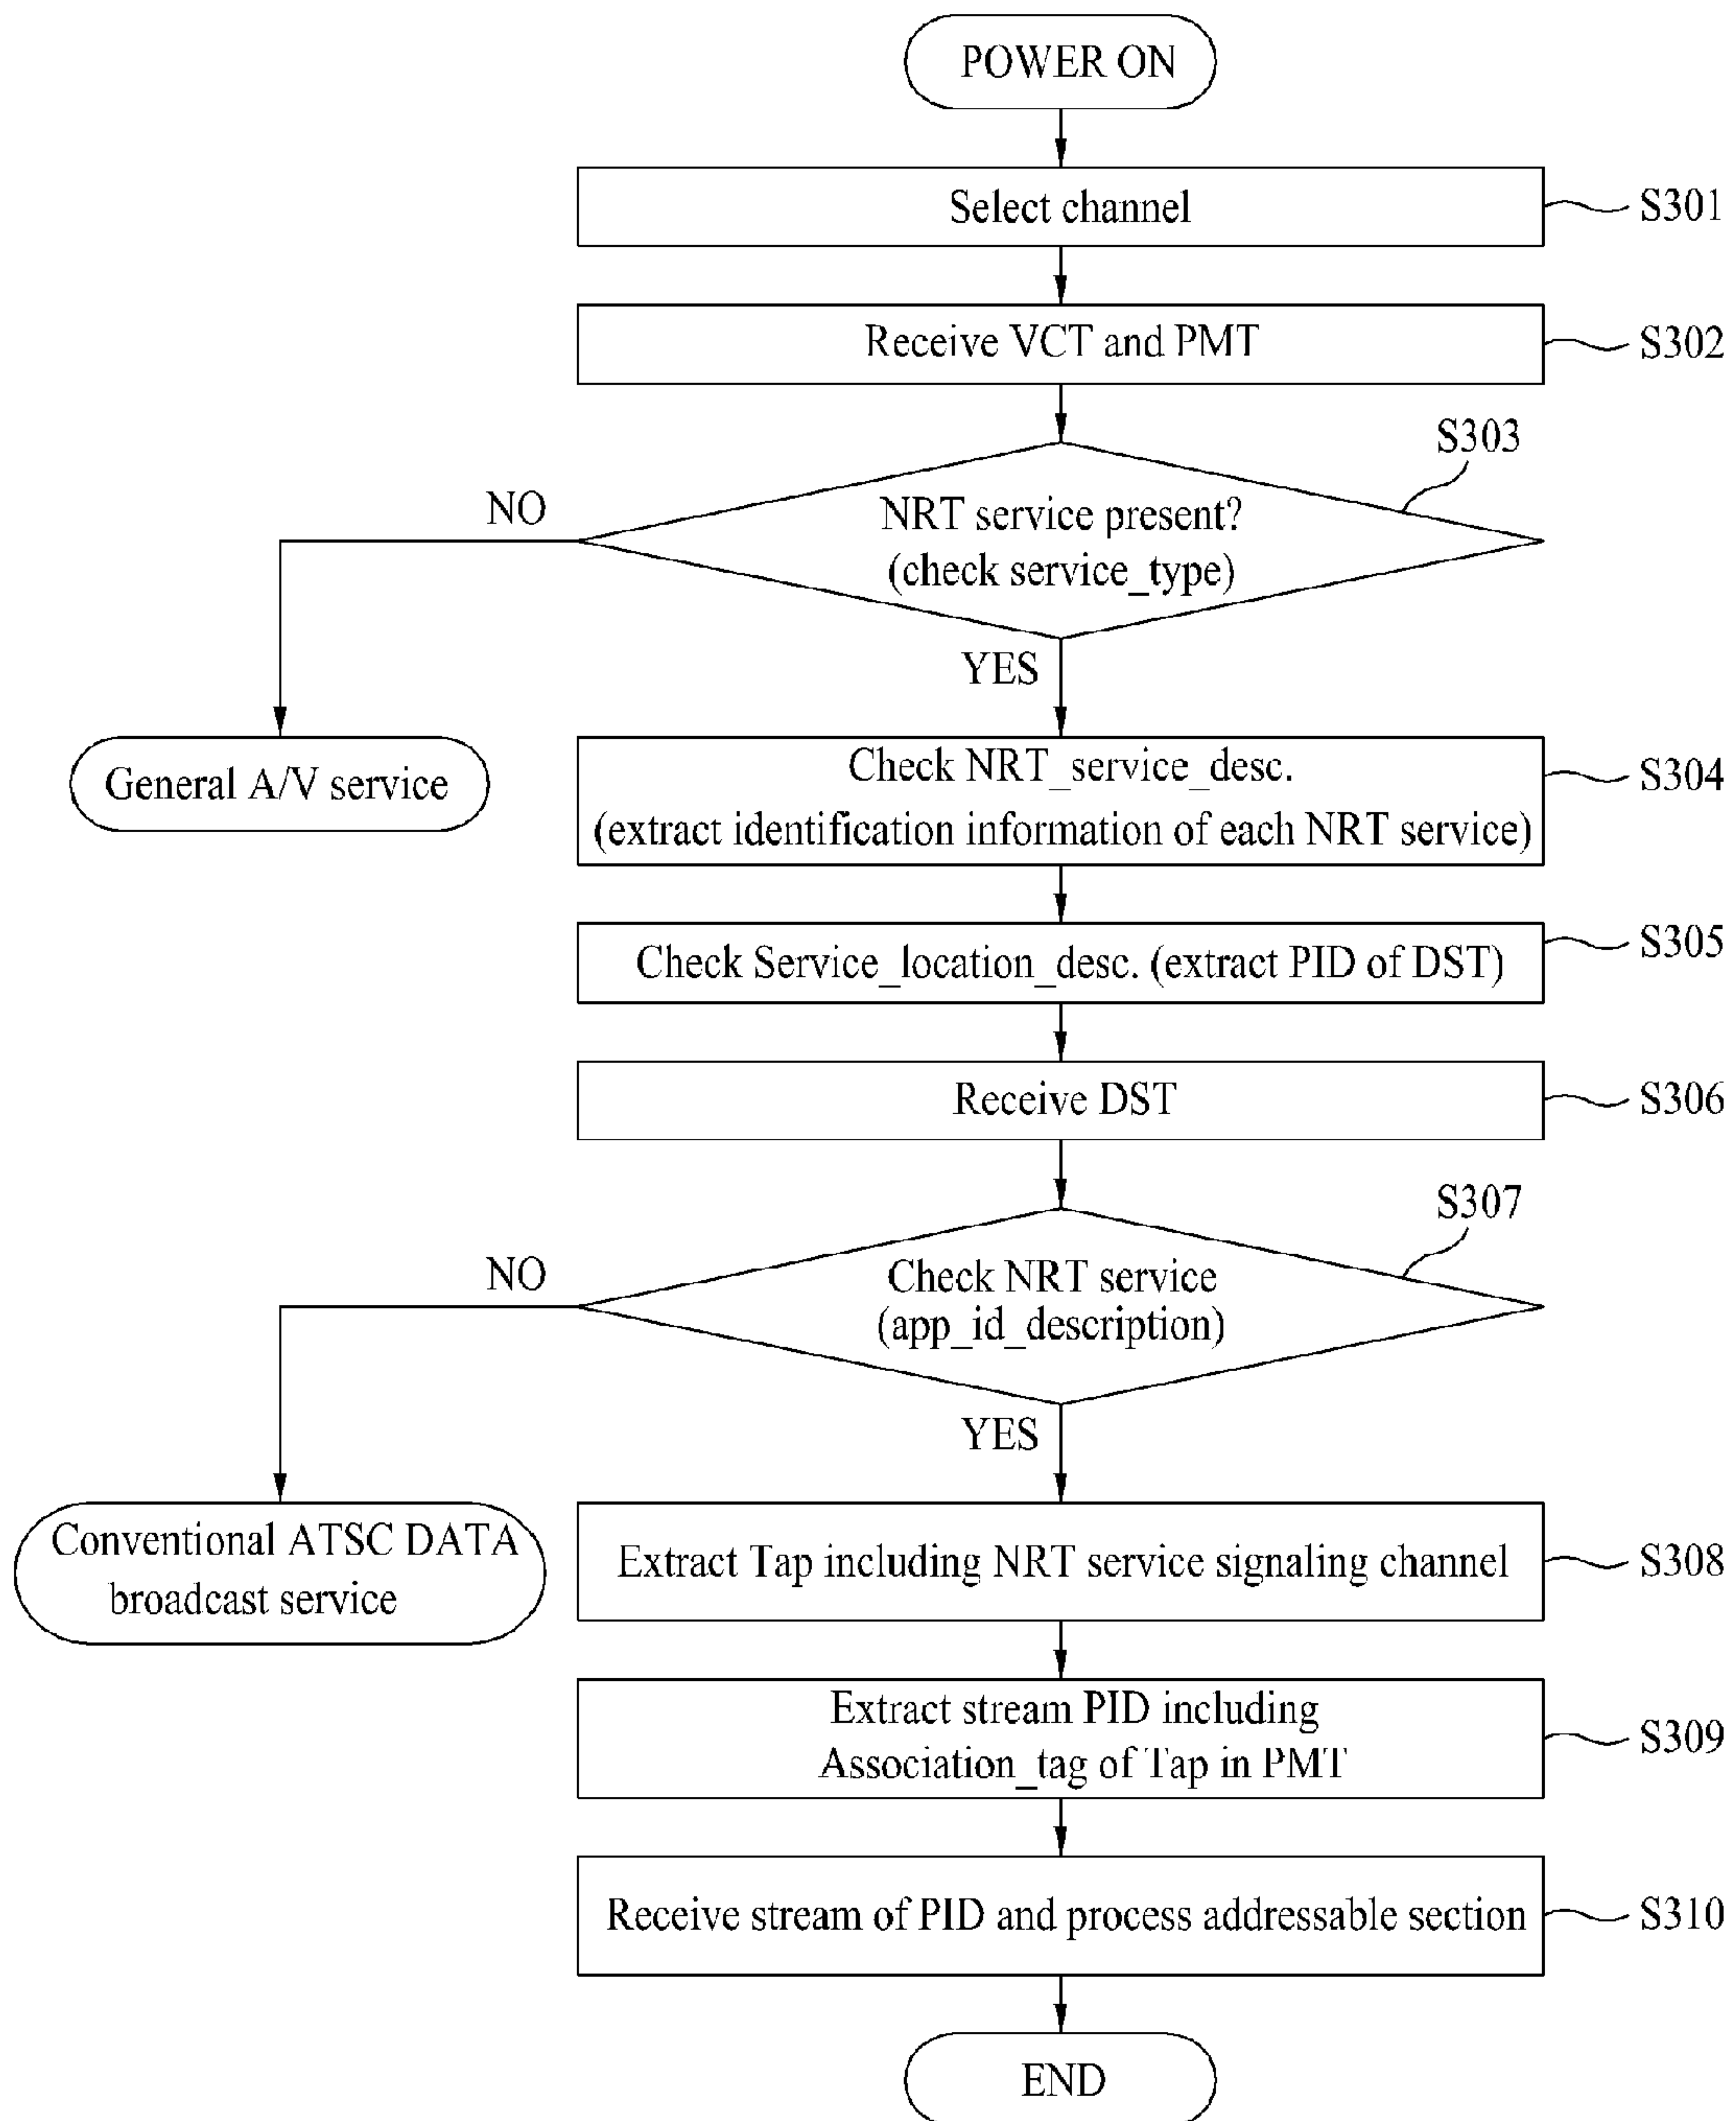 POWER ON
Select channel
S301
Receive VCT and PMT
S302
S303
NRT service present?
(check service_type)
NO
YES
General A/V service
Check NRT_service_desc.
(extract identification information of each NRT service)
S304
Check Service_location_desc. (extract PID of DST)
S305
Receive DST
S306
S307
Check NRT service
(app_id_description)
NO
YES
Conventional ATSC DATA
broadcast service
Extract Tap including NRT service signaling channel
S308
Extract stream PID including
Association_tag of Tap in PMT
S309
Receive stream of PID and process addressable section
S310
END